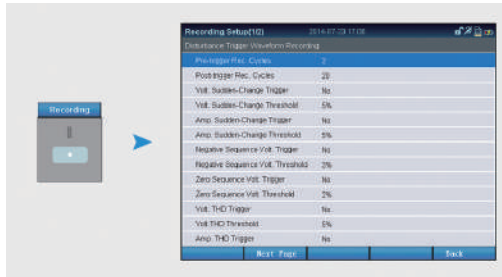 Recording
Recording Setup(1/2) 2014-07-23 17:08
Disturbance Trigger Waveform Recording
Pre-trigger Rec. Cycles 2
Post-trigger Rec. Cycles 20
Volt. Sudden-Change Trigger No
Volt. Sudden-Change Threshold 5%
Amp. Sudden-Change Trigger No
Amp. Sudden-Change Threshold 5%
Negative Sequence Volt. Trigger No
Negative Sequence Volt. Threshold 2%
Zero Sequence Volt. Trigger No
Zero Sequence Volt. Threshold 2%
Volt. THD Trigger No
Volt THD Threshold 5%
Amp. THD Trigger No
Next Page Back